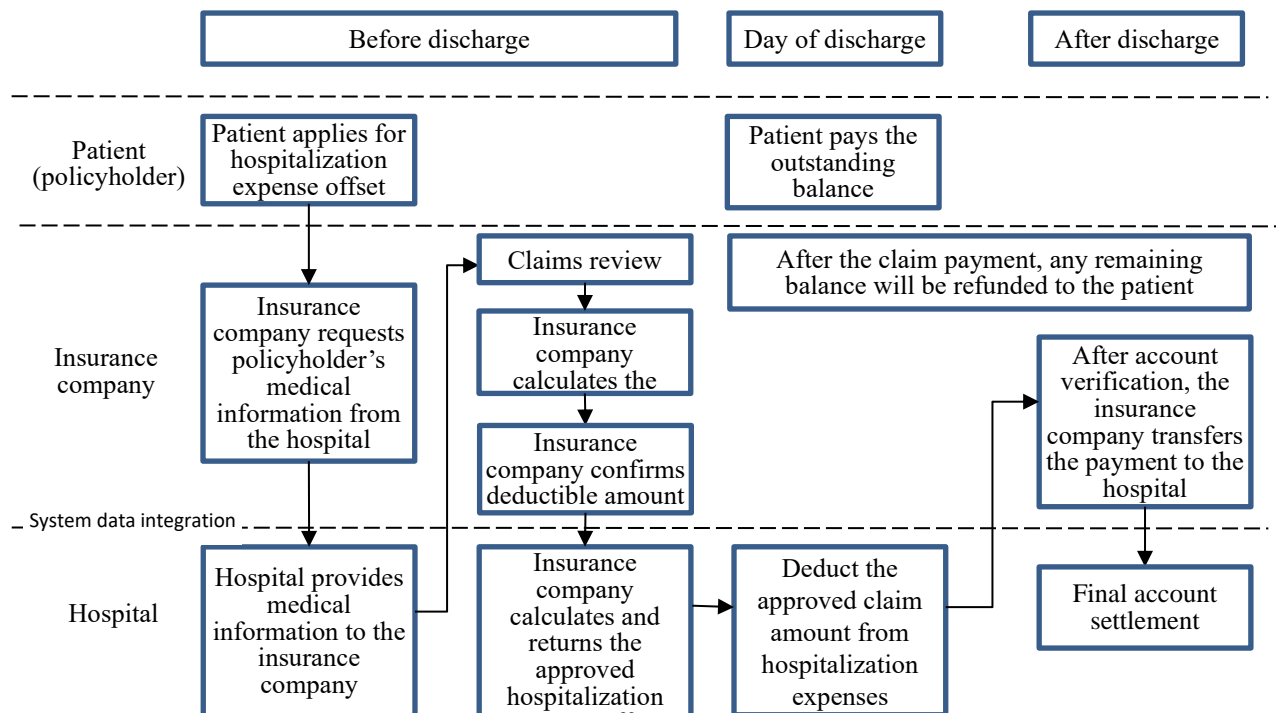 Before discharge
Day of discharge
After discharge
Patient
(policyholder)
Patient applies for
hospitalization
expense offset
Patient pays the
outstanding
balance
Insurance
company
Insurance
company requests
policyholder’s
medical
information from
the hospital
Claims review
Insurance
company
calculates the
Insurance
company confirms
deductible amount
After the claim payment, any remaining
balance will be refunded to the patient
After account
verification, the
insurance
company transfers
the payment to the
hospital
System data integration
Hospital
Hospital provides
medical
information to the
insurance
company
Insurance
company
calculates and
returns the
approved
hospitalization
Deduct the
approved claim
amount from
hospitalization
expenses
Final account
settlement